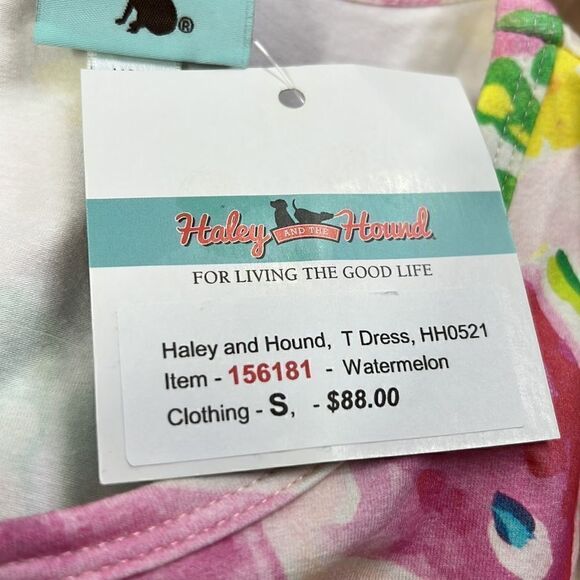 ®
Haley AND THE Hound
FOR LIVING THE GOOD LIFE
Haley and Hound, T Dress, HH0521
Item - 156181 - Watermelon
Clothing - S, - $88.00